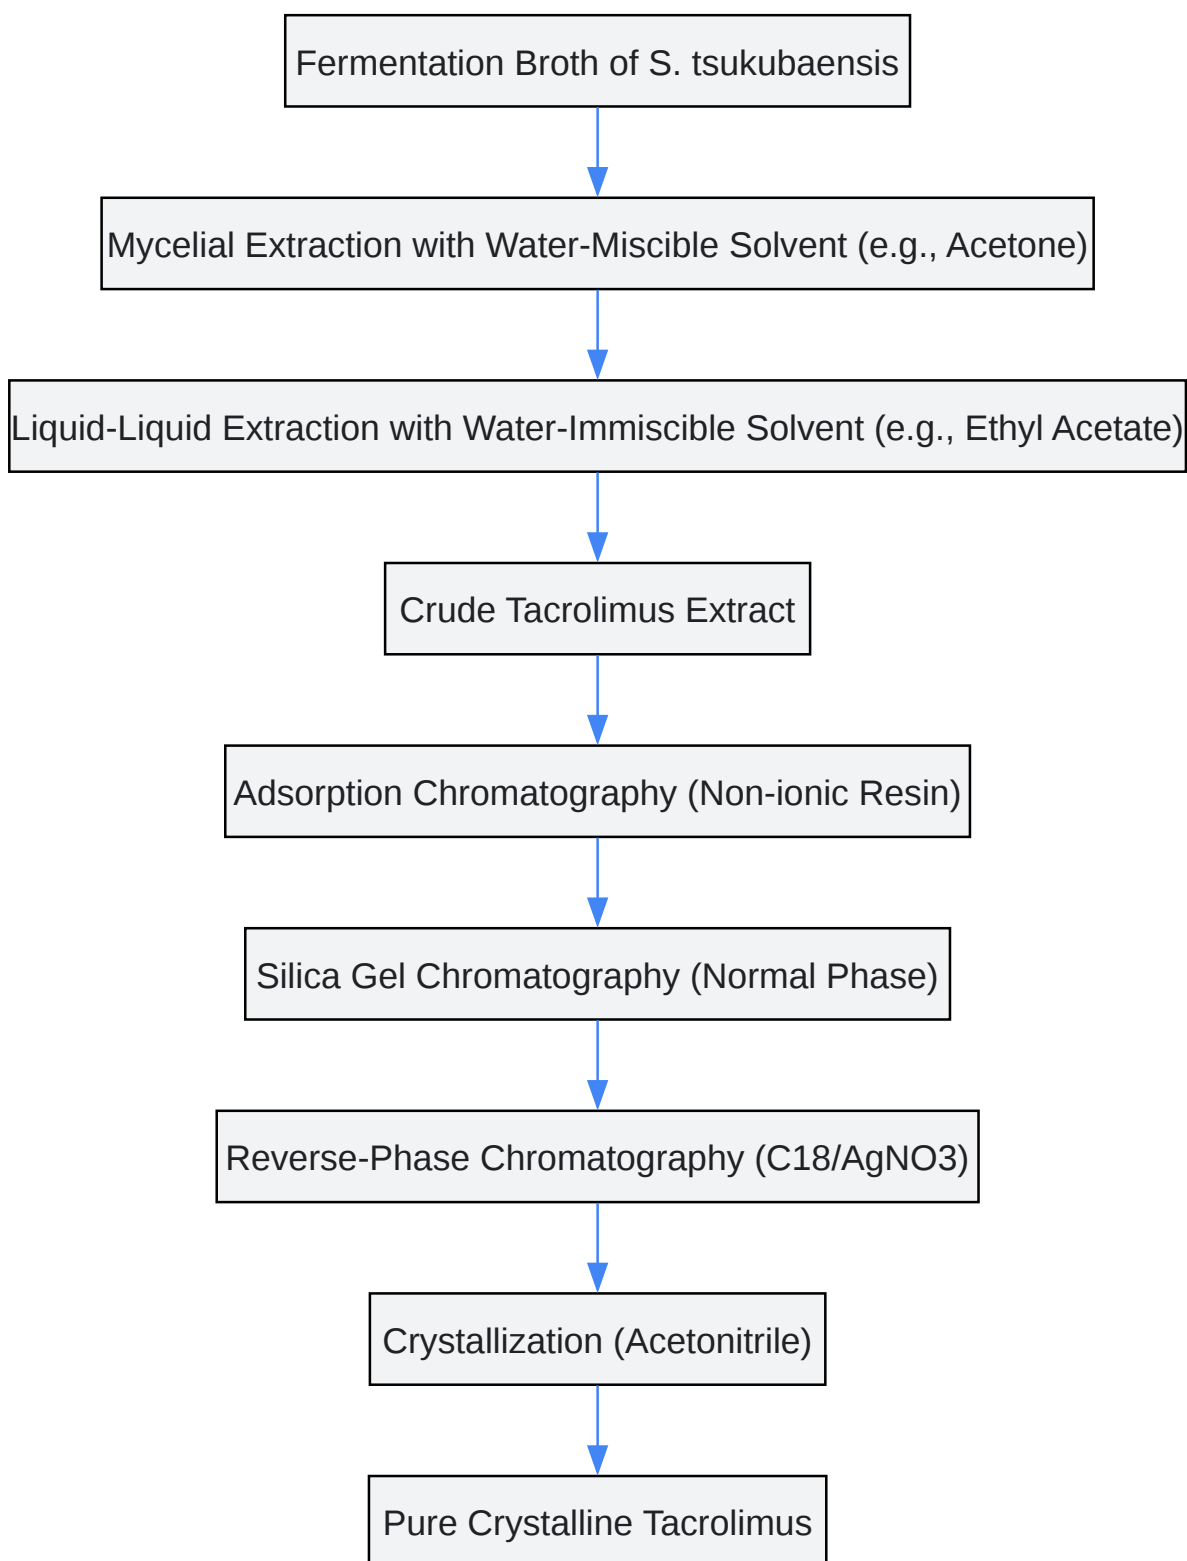 Fermentation Broth of S. tsukubaensis
Mycelial Extraction with Water-Miscible Solvent (e.g., Acetone)
Liquid-Liquid Extraction with Water-Immiscible Solvent (e.g., Ethyl Acetate)
Crude Tacrolimus Extract
Adsorption Chromatography (Non-ionic Resin)
Silica Gel Chromatography (Normal Phase)
Reverse-Phase Chromatography (C18/AgNO3)
Crystallization (Acetonitrile)
Pure Crystalline Tacrolimus